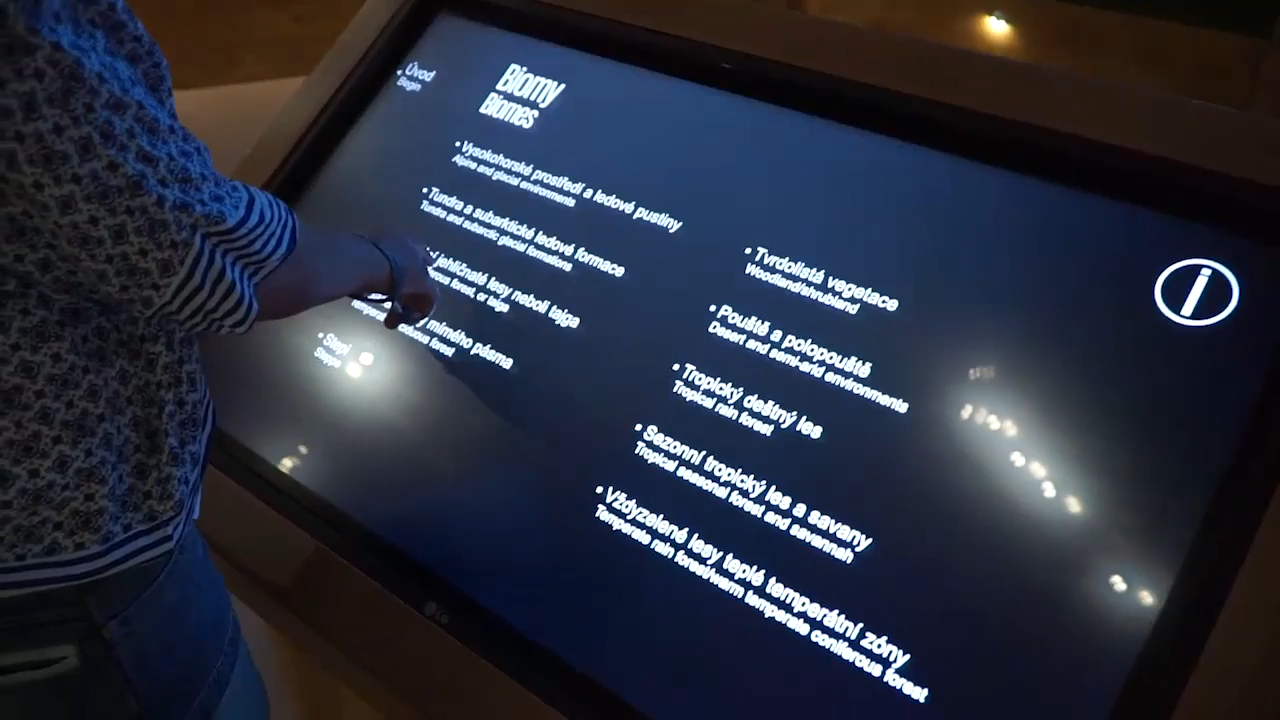 Úvod
Begin
Biomy
Biomes
• Vysokohorské prostředí a ledové pustiny
Alpine and glacial environments
• Tundra a subarktické ledové formace
Tundra and subarctic glacial formations
jehličnaté lesy neboli tajga
forest, or taiga
mírného pásma
forest
• Stepi
Steppe
• Tvrdolistá vegetace
Woodland/shrubland
• Pouště a polopouště
Desert and semi-arid environments
• Tropický deštný les
Tropical rain forest
• Sezonní tropický les a savany
Tropical seasonal forest and savannah
• Vždyzelené lesy teplé temperátní zóny
Temperate rain forest/warm temperate coniferous forest
i
LG